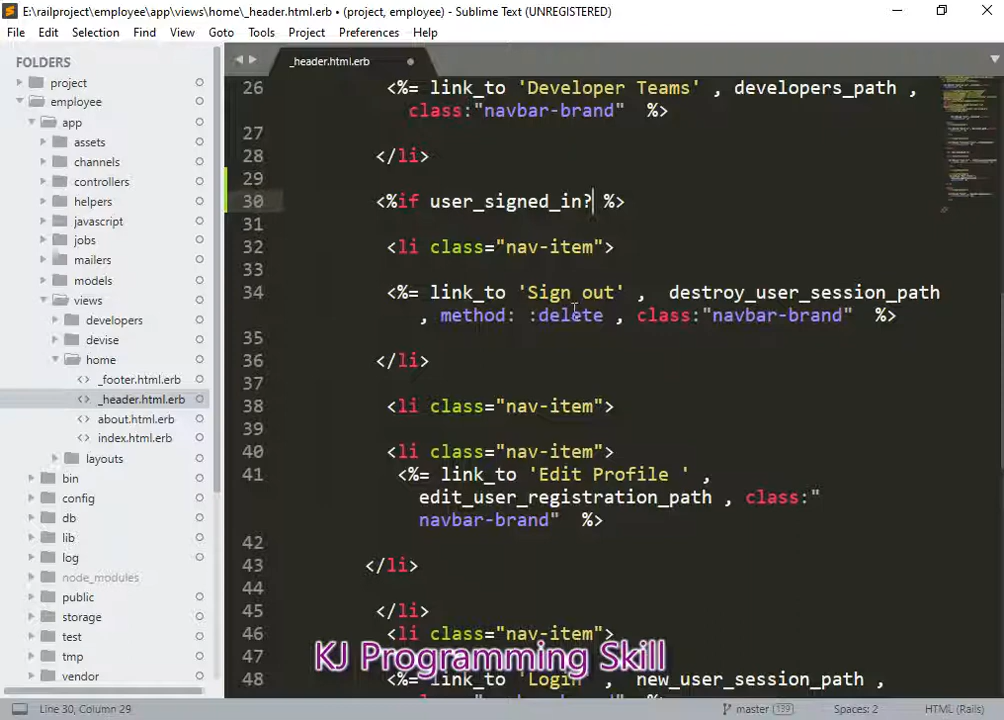 E:\railproject\employee\app\views\home\_header.html.erb • (project, employee) - Sublime Text (UNREGISTERED)
File Edit Selection Find View Goto Tools Project Preferences Help
FOLDERS
project
employee
app
assets
channels
controllers
helpers
javascript
jobs
mailers
models
views
developers
devise
home
<> _footer.html.erb
<> _header.html.erb
<> about.html.erb
<> index.html.erb
layouts
bin
config
db
lib
log
node_modules
public
storage
test
tmp
vendor
_header.html.erb
26 <%= link_to 'Developer Teams' , developers_path ,
class:"navbar-brand" %>
27
28 </li>
29
30 <%if user_signed_in? %>
31
32 <li class="nav-item">
33
34 <%= link_to 'Sign out' , destroy_user_session_path
, method: :delete , class:"navbar-brand" %>
35
36 </li>
37
38 <li class="nav-item">
39
40 <li class="nav-item">
41 <%= link_to 'Edit Profile ' ,
edit_user_registration_path , class:"
navbar-brand" %>
42
43 </li>
44
45 </li>
46 <li class="nav-item">
47
48 <%= link_to 'Login' , new_user_session_path ,
KJ Programming Skill
Line 30, Column 29
master 139
Spaces: 2
HTML (Rails)